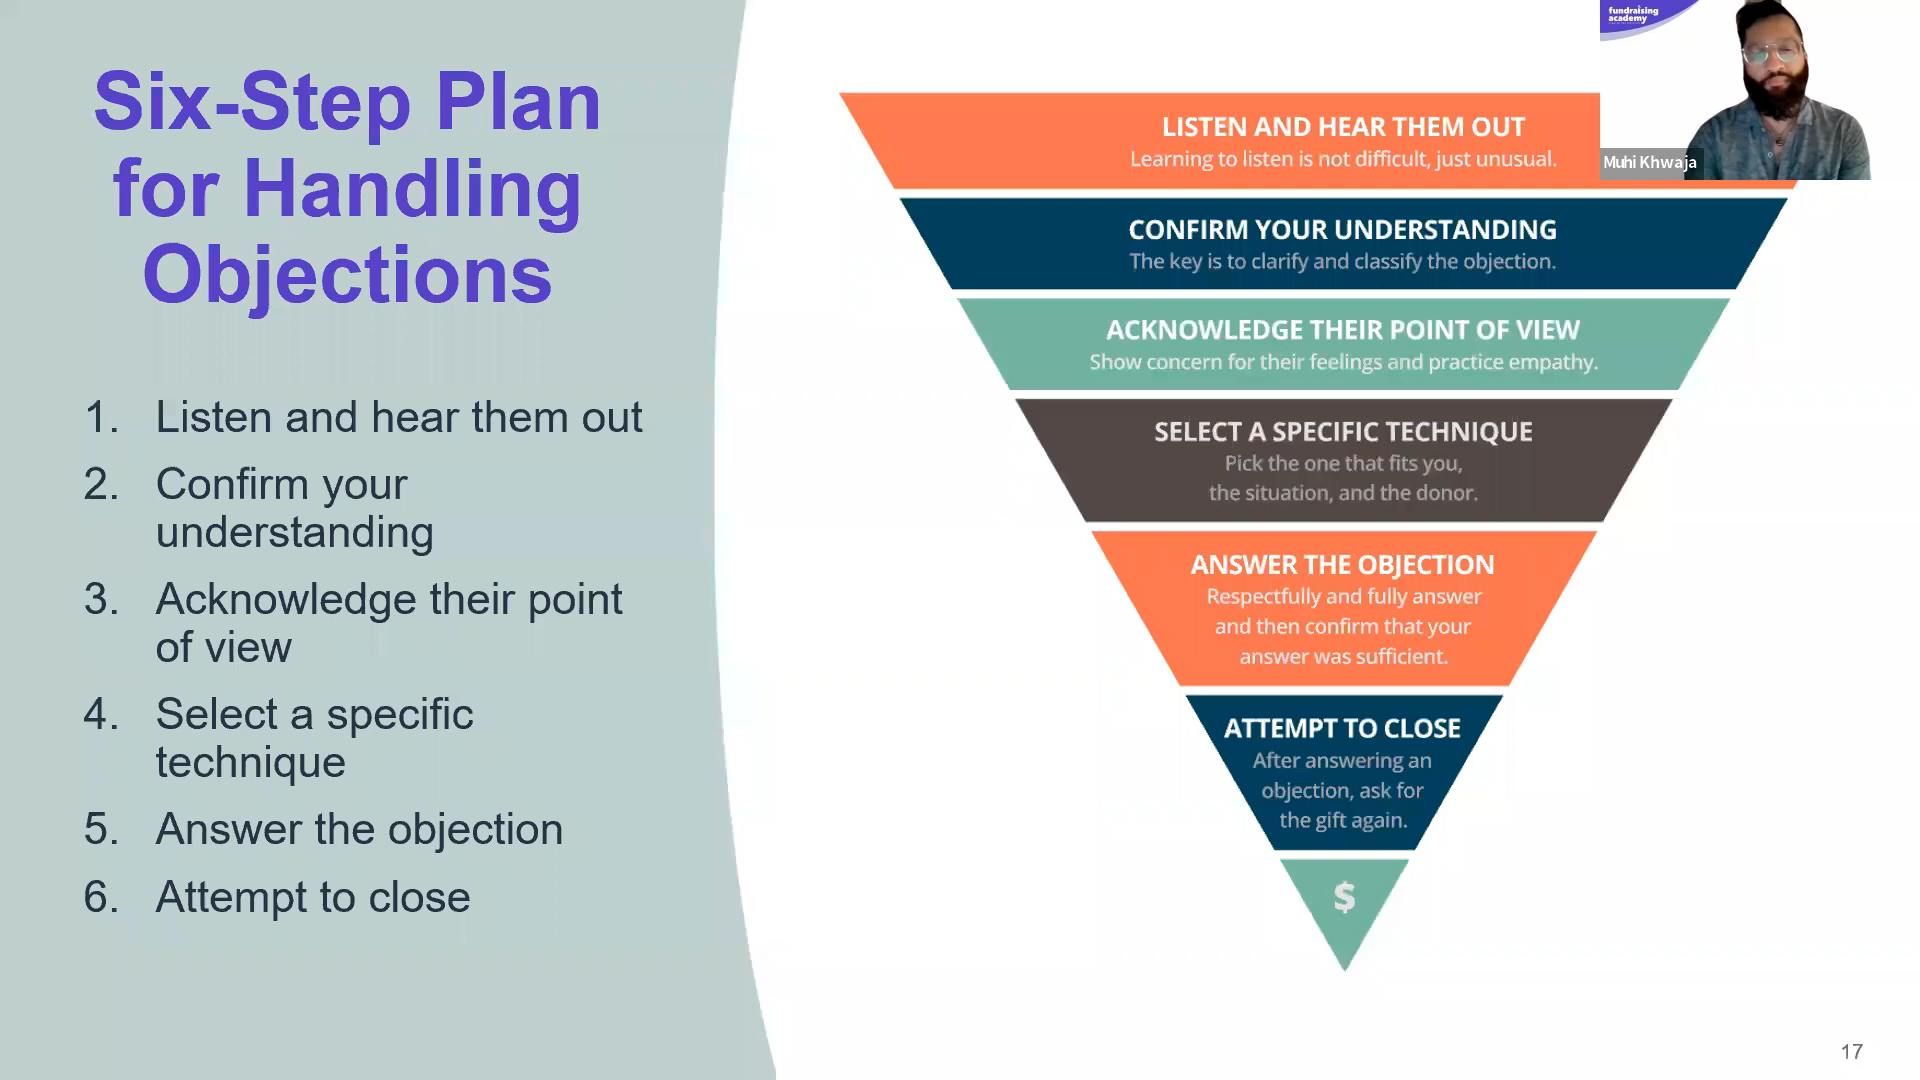 Six-Step Plan
for Handling
Objections
1. Listen and hear them out
2. Confirm your
understanding
3. Acknowledge their point
of view
4. Select a specific
technique
5. Answer the objection
6. Attempt to close
LISTEN AND HEAR THEM OUT
Learning to listen is not difficult, just unusual.
CONFIRM YOUR UNDERSTANDING
The key is to clarify and classify the objection.
ACKNOWLEDGE THEIR POINT OF VIEW
Show concern for their feelings and practice empathy.
SELECT A SPECIFIC TECHNIQUE
Pick the one that fits you,
the situation, and the donor.
ANSWER THE OBJECTION
Respectfully and fully answer
and then confirm that your
answer was sufficient.
ATTEMPT TO CLOSE
After answering an
objection, ask for
the gift again.
$
fundraising
academy
Muhi Khwaja
17